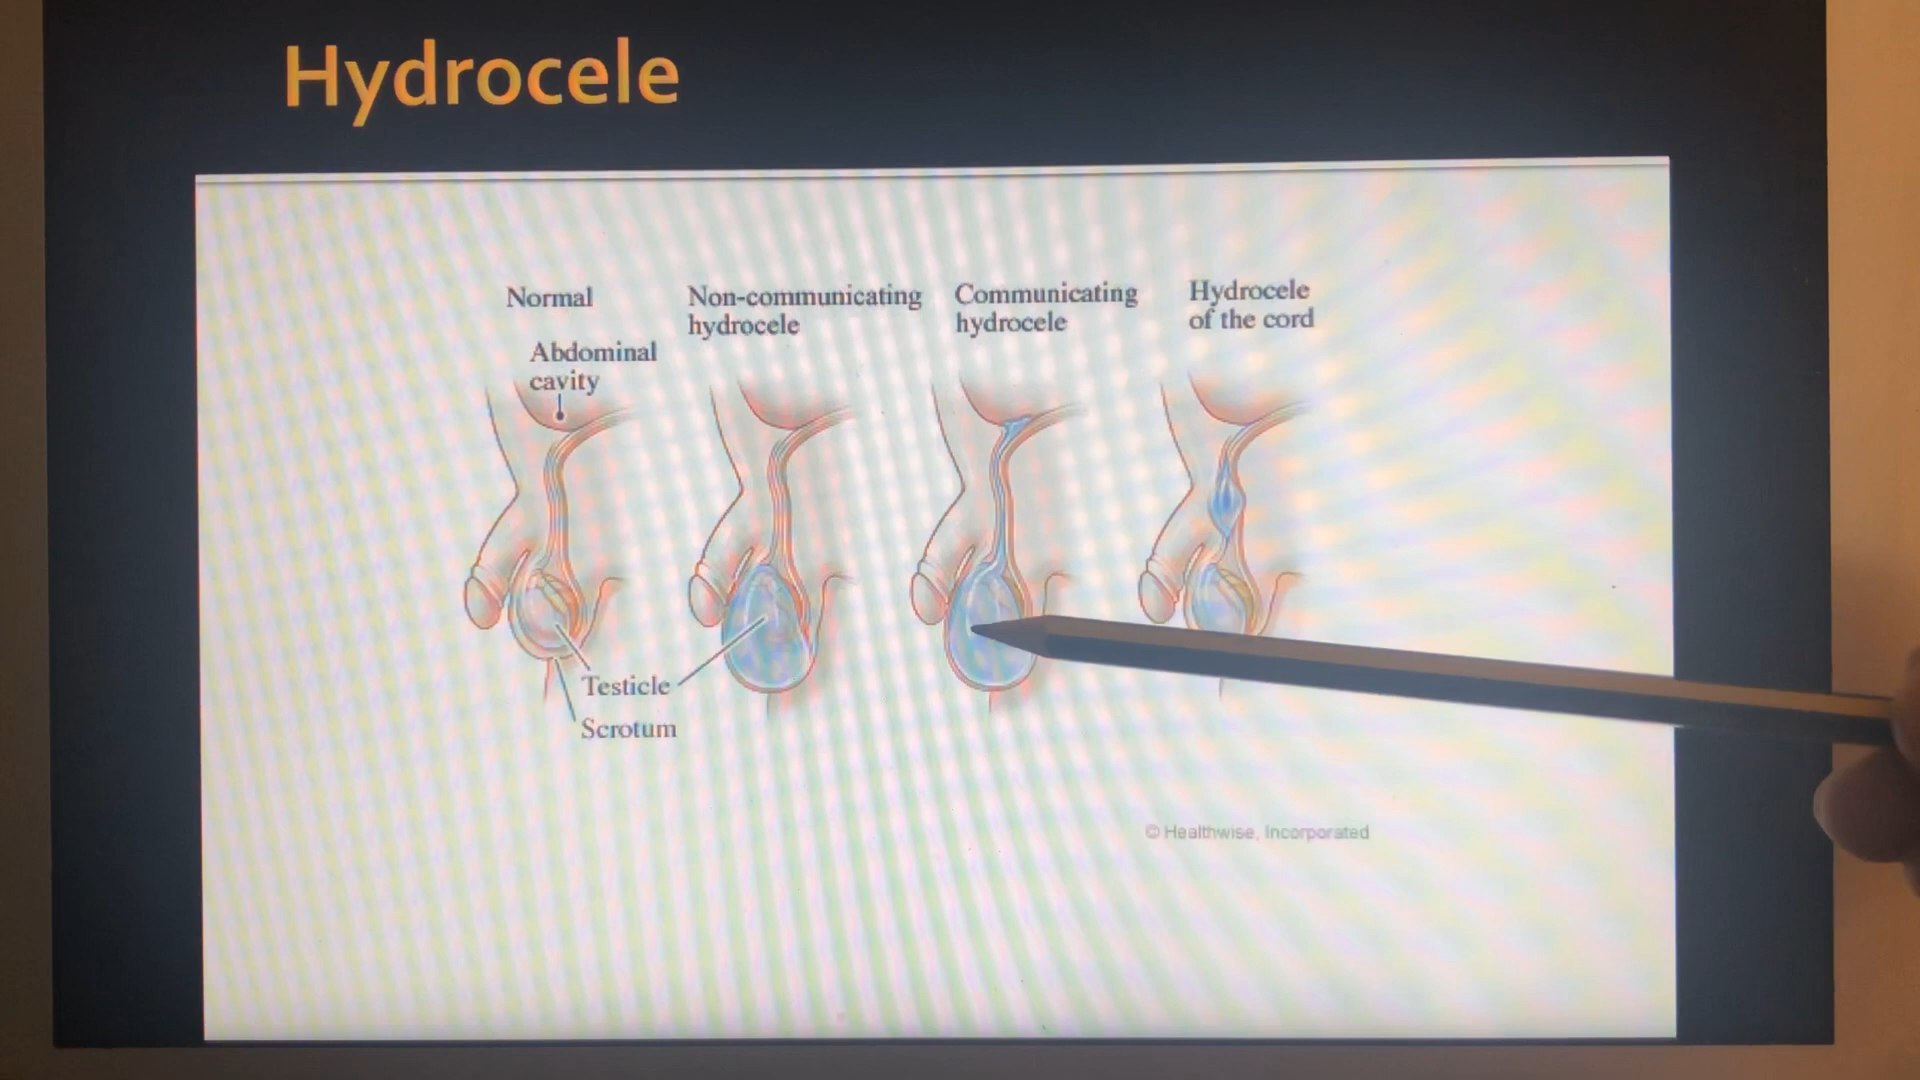 Hydrocele
Normal
Non-communicating
hydrocele
Communicating
hydrocele
Hydrocele
of the cord
Abdominal
cavity
Testicle
Scrotum
© Healthwise, Incorporated